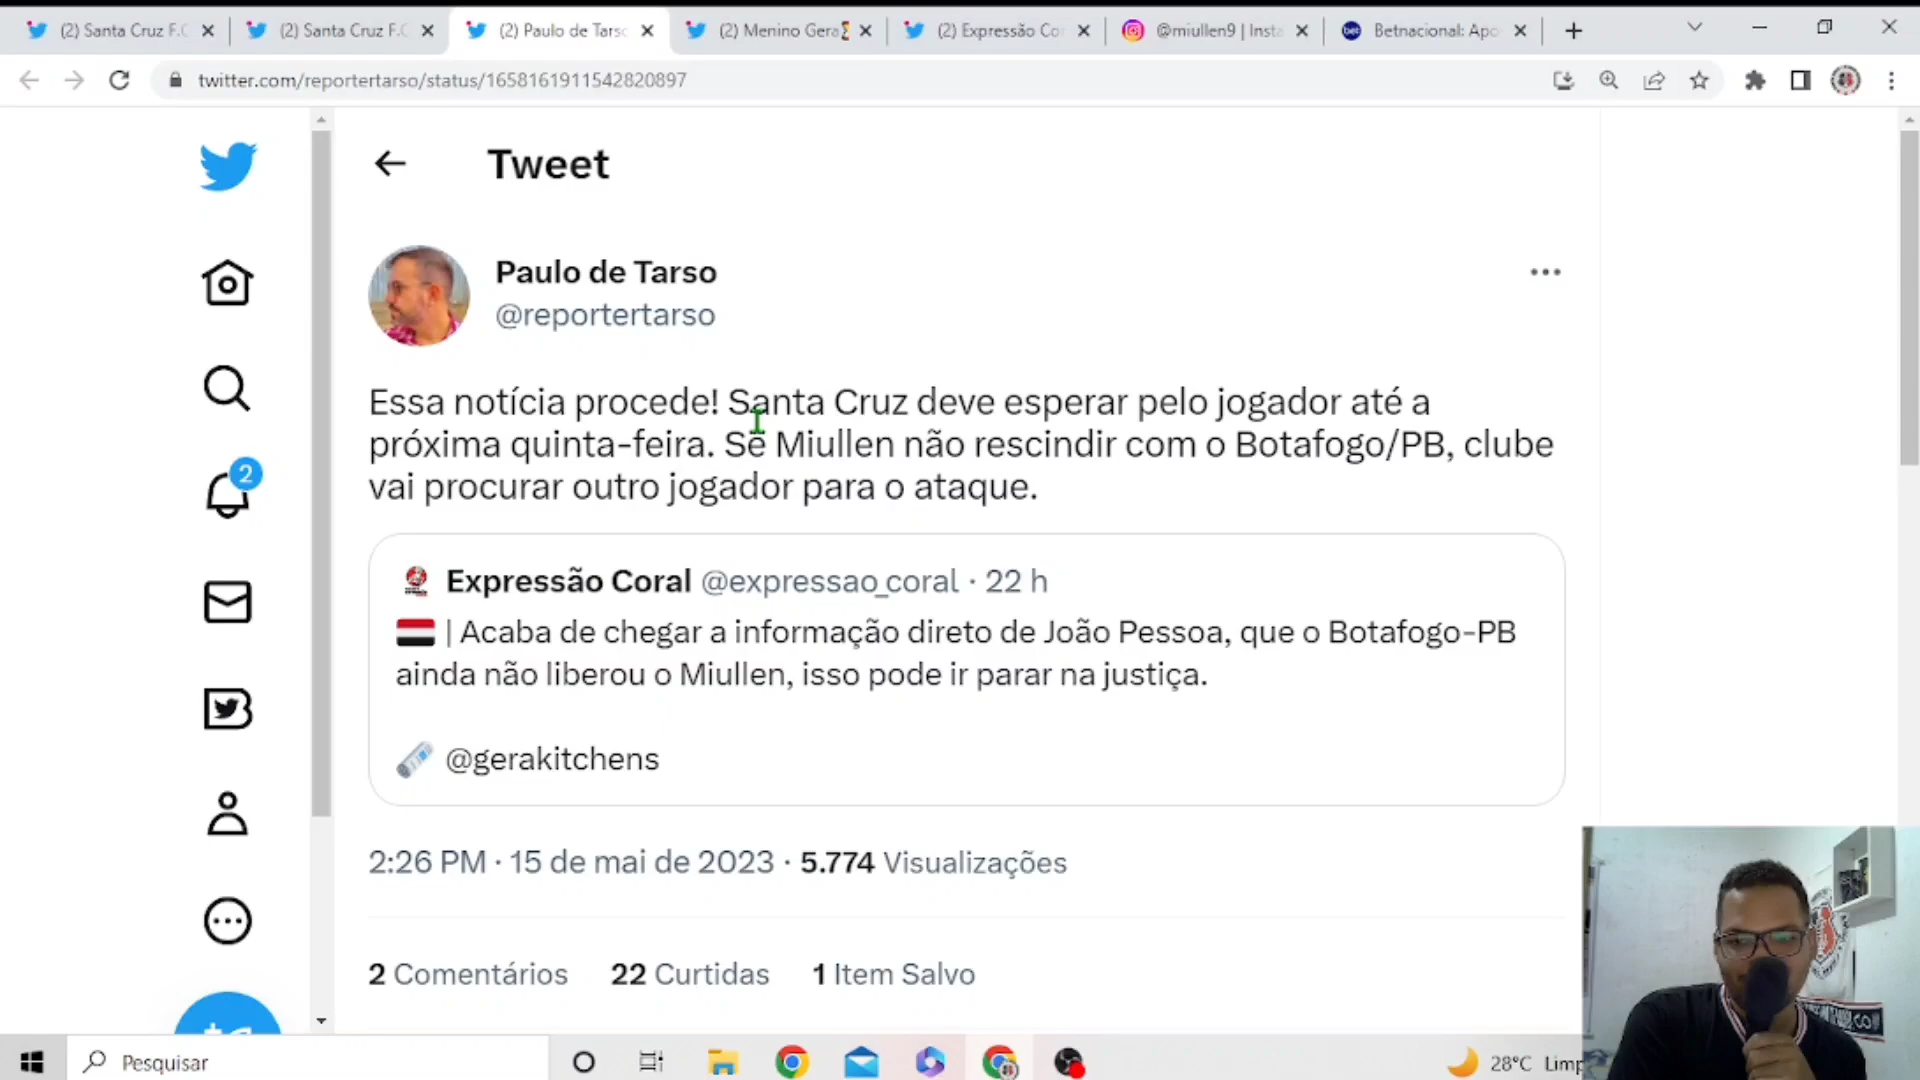 (2) Santa Cruz F.C
(2) Santa Cruz F.C
(2) Paulo de Tarso
(2) Menino Gera
(2) Expressão Cor
@miullen9 | Insta
Betnacional: Apo
twitter.com/reportertarso/status/1658161911542820897
Tweet
Paulo de Tarso
@reportertarso
Essa notícia procede! Santa Cruz deve esperar pelo jogador até a
próxima quinta-feira. Se Miullen não rescindir com o Botafogo/PB, clube
vai procurar outro jogador para o ataque.
2
Expressão Coral @expressao_coral · 22 h
| Acaba de chegar a informação direto de João Pessoa, que o Botafogo-PB
ainda não liberou o Miullen, isso pode ir parar na justiça.
@gerakitchens
2:26 PM · 15 de mai de 2023 · 5.774 Visualizações
2 Comentários 22 Curtidas 1 Item Salvo
Pesquisar
28°C Limp